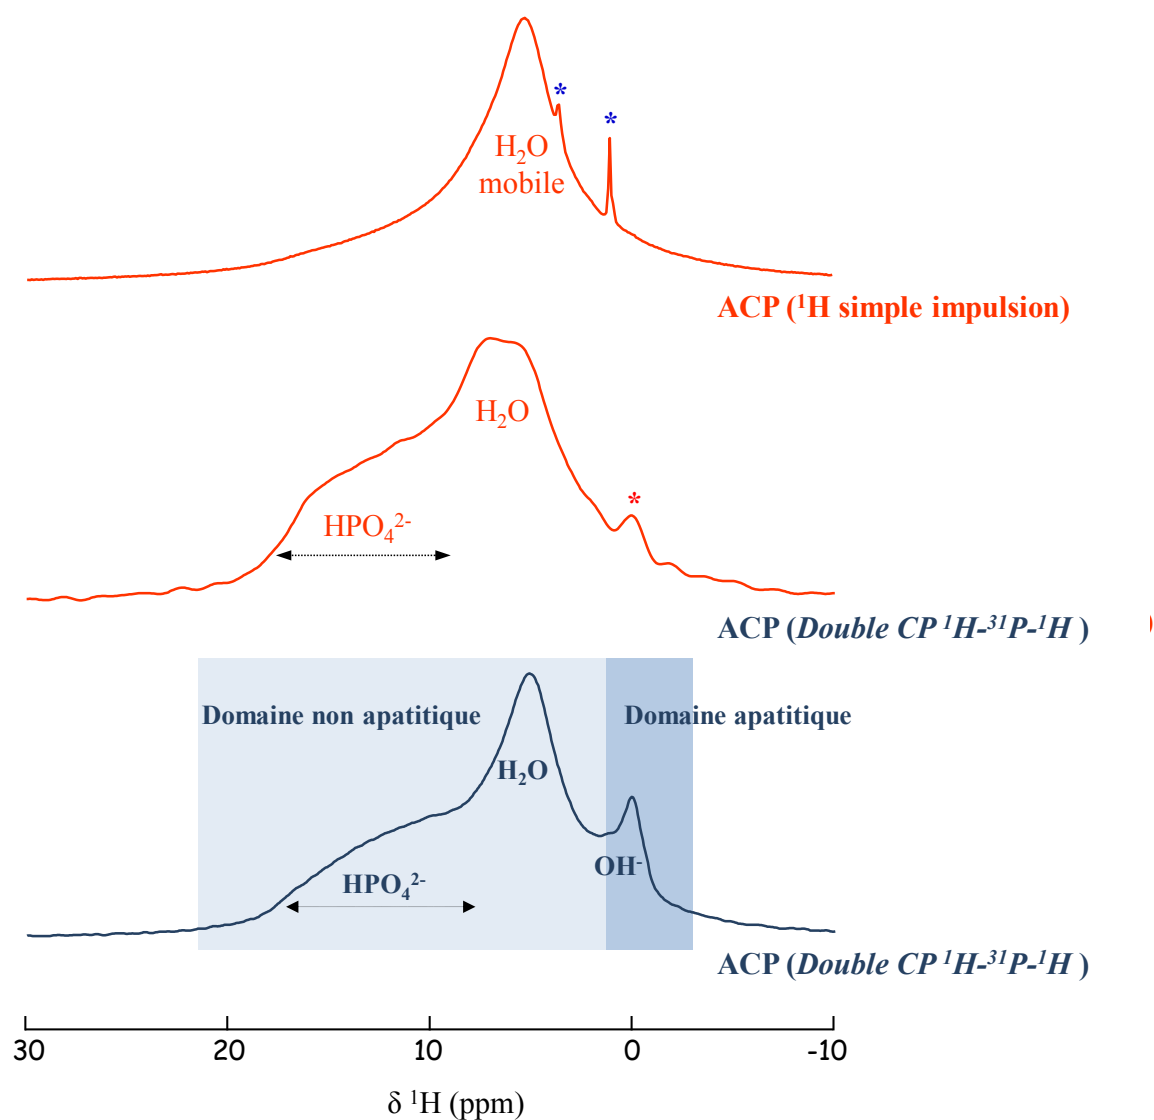 *
*
H₂O
mobile
ACP (¹H simple impulsion)
H₂O
*
HPO₄²⁻
ACP (Double CP ¹H-³¹P-¹H )
)
Domaine non apatitique
Domaine apatitique
H₂O
OH⁻
HPO₄²⁻
ACP (Double CP ¹H-³¹P-¹H )
30 20 10 0 -10
δ ¹H (ppm)